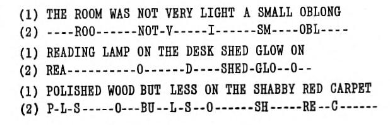 (1) THE ROOM WAS NOT VERY LIGHT A SMALL OBLONG
(2) ----ROO------NOT-V-----I------SM----OBL----
(1) READING LAMP ON THE DESK SHED GLOW ON
(2) REA----------O------D----SHED-GLO--O--
(1) POLISHED WOOD BUT LESS ON THE SHABBY RED CARPET
(2) P-L-S-----O---BU--L-S--O------SH-----RE--C------